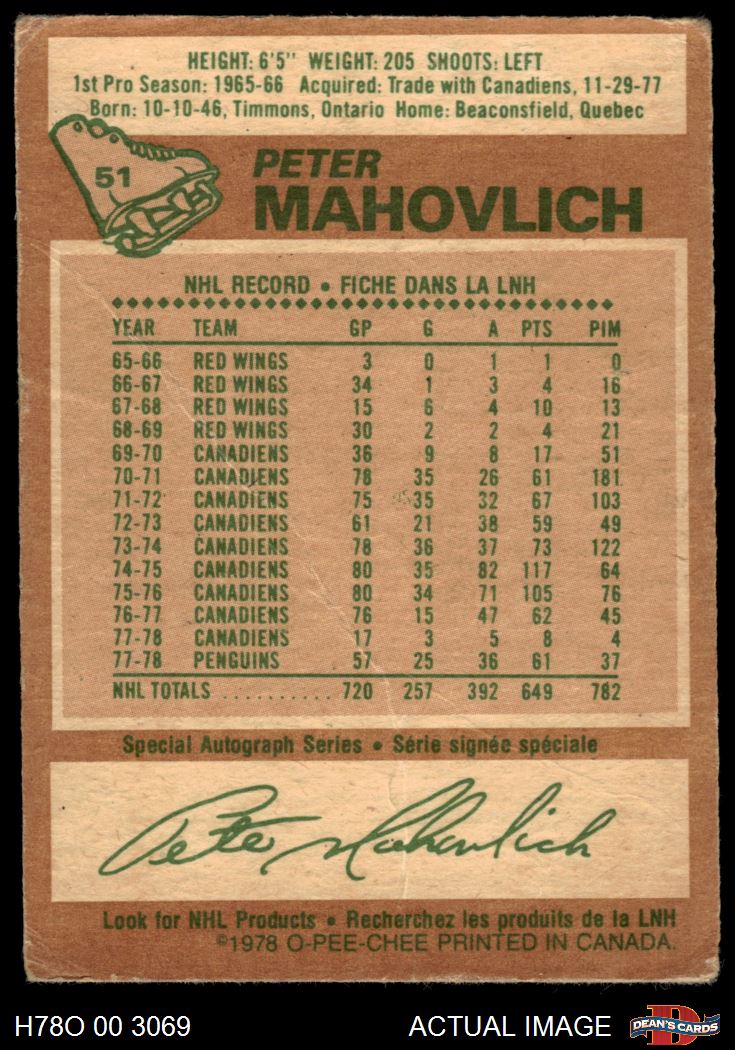 HEIGHT: 6'5" WEIGHT: 205 SHOOTS: LEFT
1st Pro Season: 1965-66 Acquired: Trade with Canadiens, 11-29-77
Born: 10-10-46, Timmons, Ontario Home: Beaconsfield, Quebec
51
PETER
MAHOVLICH
NHL RECORD • FICHE DANS LA LNH
YEAR TEAM GP G A PTS PIM
65-66 RED WINGS 3 0 1 1 0
66-67 RED WINGS 34 1 3 4 16
67-68 RED WINGS 15 6 4 10 13
68-69 RED WINGS 30 2 2 4 21
69-70 CANADIENS 36 9 8 17 51
70-71 CANADIENS 78 35 26 61 181
71-72 CANADIENS 75 35 32 67 103
72-73 CANADIENS 61 21 38 59 49
73-74 CANADIENS 78 36 37 73 122
74-75 CANADIENS 80 35 82 117 64
75-76 CANADIENS 80 34 71 105 76
76-77 CANADIENS 76 15 47 62 45
77-78 CANADIENS 17 3 5 8 4
77-78 PENGUINS 57 25 36 61 37
NHL TOTALS .......... 720 257 392 649 782
Special Autograph Series • Série signée spéciale
Peter Mahovlich
Look for NHL Products • Recherchez les produits de la LNH
©1978 O-PEE-CHEE PRINTED IN CANADA.
H78O 00 3069 ACTUAL IMAGE D DEAN'S CARDS